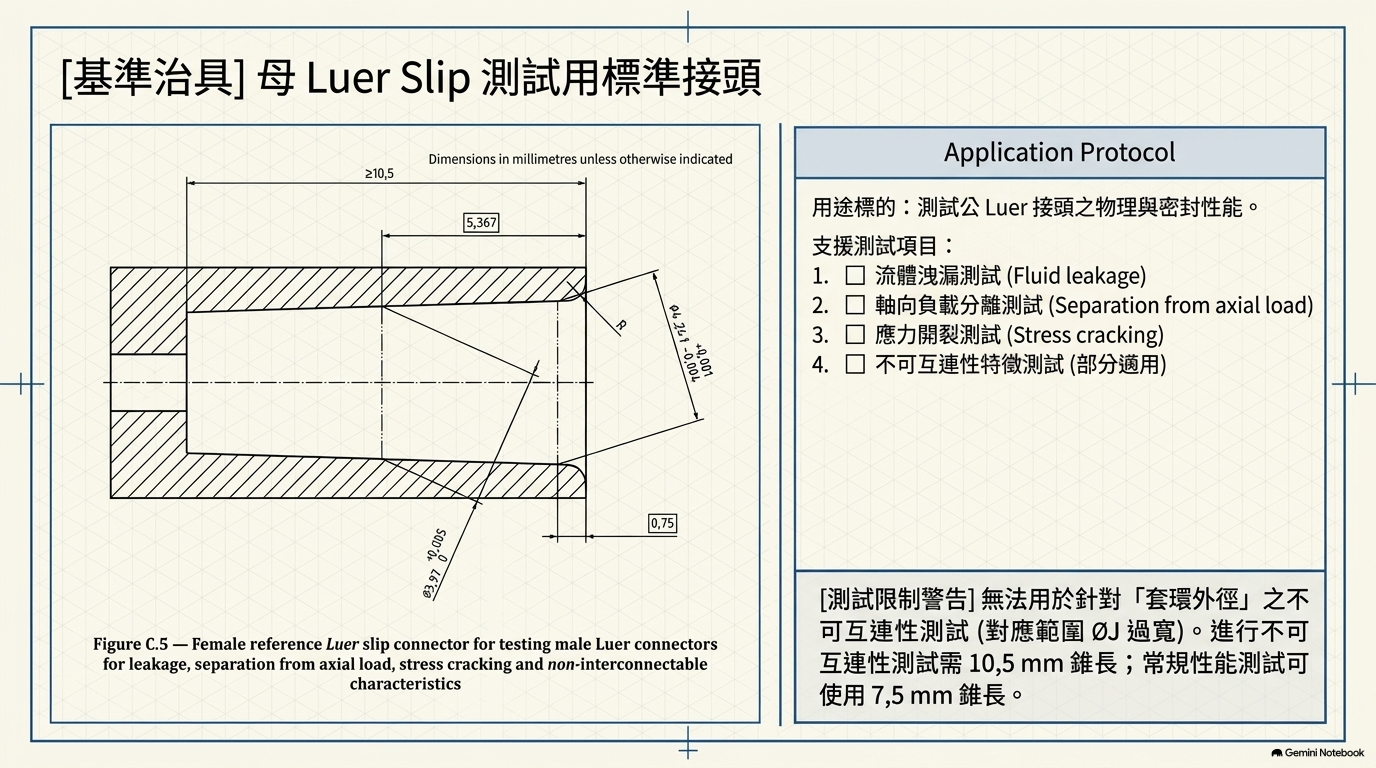 [基準治具] 母 Luer Slip 測試用標準接頭
Dimensions in millimetres unless otherwise indicated
≥10,5
5,367
R
+0,001
-0,004
0,75
+0,005
0
ø3,97
Figure C.5 — Female reference Luer slip connector for testing male Luer connectors
for leakage, separation from axial load, stress cracking and non-interconnectable
characteristics
Application Protocol
用途標的：測試公 Luer 接頭之物理與密封性能。
支援測試項目：
1. ☐ 流體洩漏測試 (Fluid leakage)
2. ☐ 軸向負載分離測試 (Separation from axial load)
3. ☐ 應力開裂測試 (Stress cracking)
4. ☐ 不可互連性特徵測試 (部分適用)
[測試限制警告] 無法用於針對「套環外徑」之不
可互連性測試 (對應範圍 ØJ 過寬)。進行不可
互連性測試需 10,5 mm 錐長；常規性能測試可
使用 7,5 mm 錐長。
Gemini Notebook